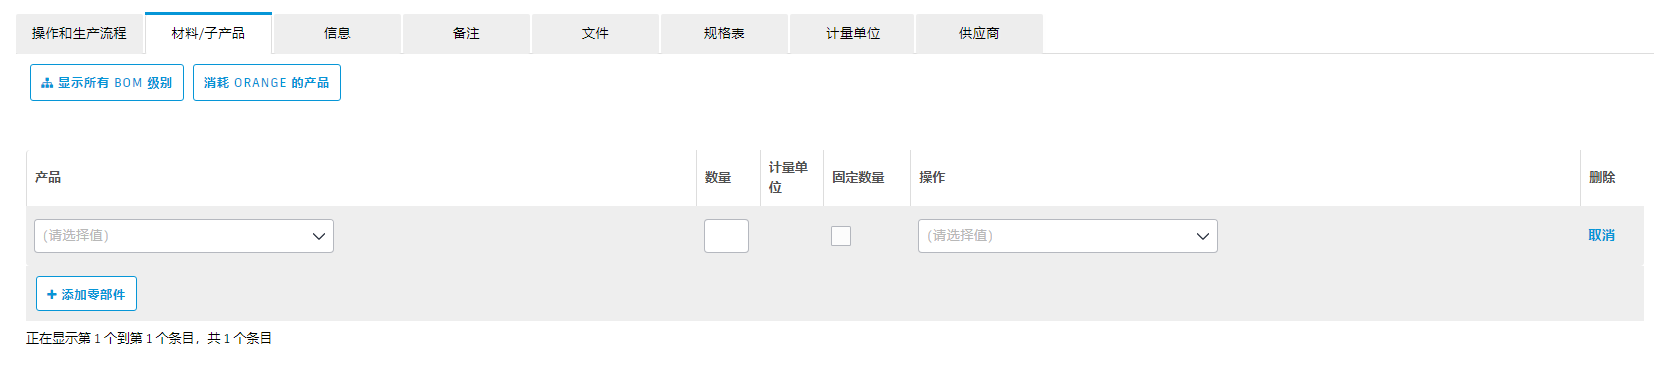 操作和生产流程 材料/子产品 信息 备注 文件 规格表 计量单位 供应商
显示所有 BOM 级别 消耗 ORANGE 的产品
产品 数量 计量单位 固定数量 操作 删除
(请选择值) (请选择值) 取消
+ 添加零部件
正在显示第 1 个到第 1 个条目，共 1 个条目